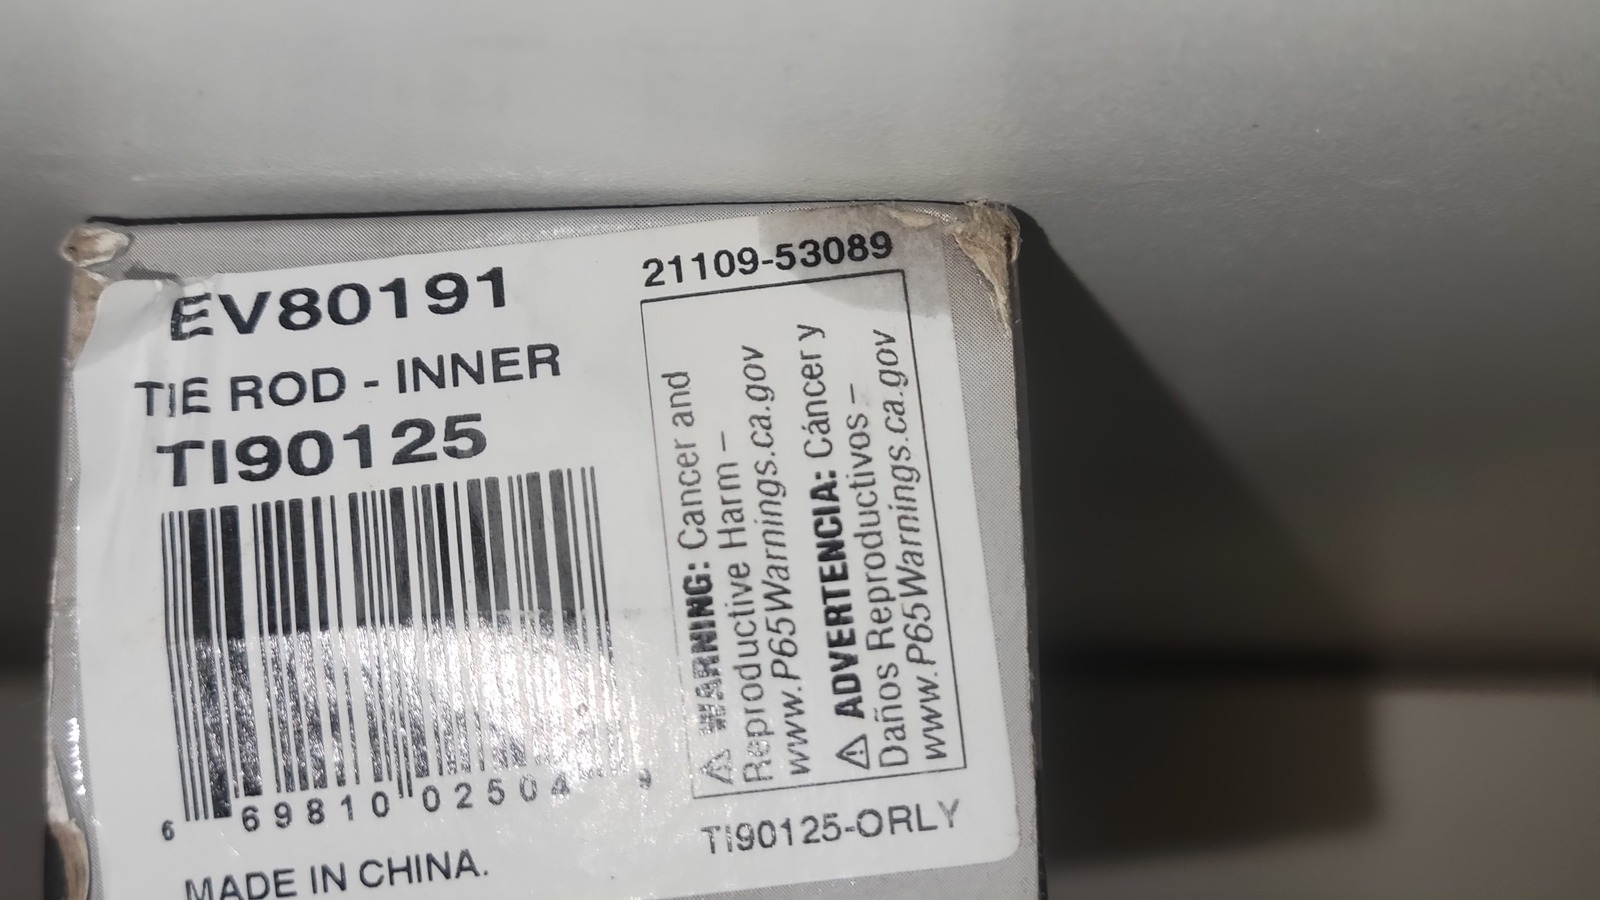 EV80191
TIE ROD - INNER
TI90125
6 69810 02504 9
MADE IN CHINA.
21109-53089
⚠ WARNING: Cancer and
Reproductive Harm –
www.P65Warnings.ca.gov
⚠ ADVERTENCIA: Cáncer y
Daños Reproductivos –
www.P65Warnings.ca.gov
TI90125-ORLY